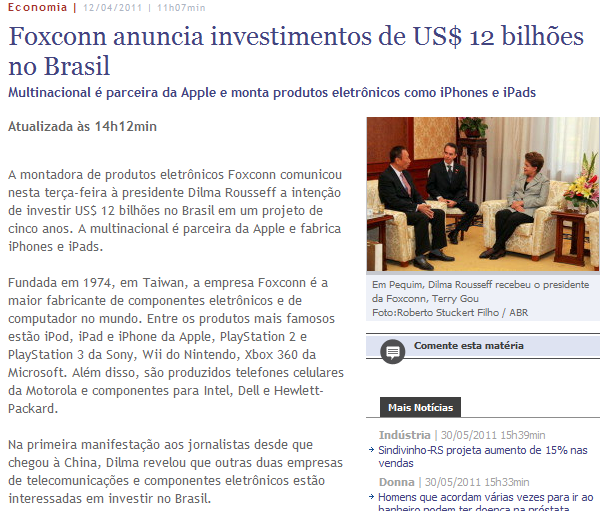 Economia | 12/04/2011 | 11h07min
Foxconn anuncia investimentos de US$ 12 bilhões
no Brasil
Multinacional é parceira da Apple e monta produtos eletrônicos como iPhones e iPads
Atualizada às 14h12min
A montadora de produtos eletrônicos Foxconn comunicou
nesta terça-feira à presidente Dilma Rousseff a intenção
de investir US$ 12 bilhões no Brasil em um projeto de
cinco anos. A multinacional é parceira da Apple e fabrica
iPhones e iPads.
Fundada em 1974, em Taiwan, a empresa Foxconn é a
maior fabricante de componentes eletrônicos e de
computador no mundo. Entre os produtos mais famosos
estão iPod, iPad e iPhone da Apple, PlayStation 2 e
PlayStation 3 da Sony, Wii do Nintendo, Xbox 360 da
Microsoft. Além disso, são produzidos telefones celulares
da Motorola e componentes para Intel, Dell e Hewlett-
Packard.
Na primeira manifestação aos jornalistas desde que
chegou à China, Dilma revelou que outras duas empresas
de telecomunicações e componentes eletrônicos estão
interessadas em investir no Brasil.
Em Pequim, Dilma Rousseff recebeu o presidente
da Foxconn, Terry Gou
Foto:Roberto Stuckert Filho / ABR
Comente esta matéria
Mais Notícias
Indústria | 30/05/2011 15h39min
Sindivinho-RS projeta aumento de 15% nas
vendas
Donna | 30/05/2011 15h33min
Homens que acordam várias vezes para ir ao
banheiro podem ter doença na próstata